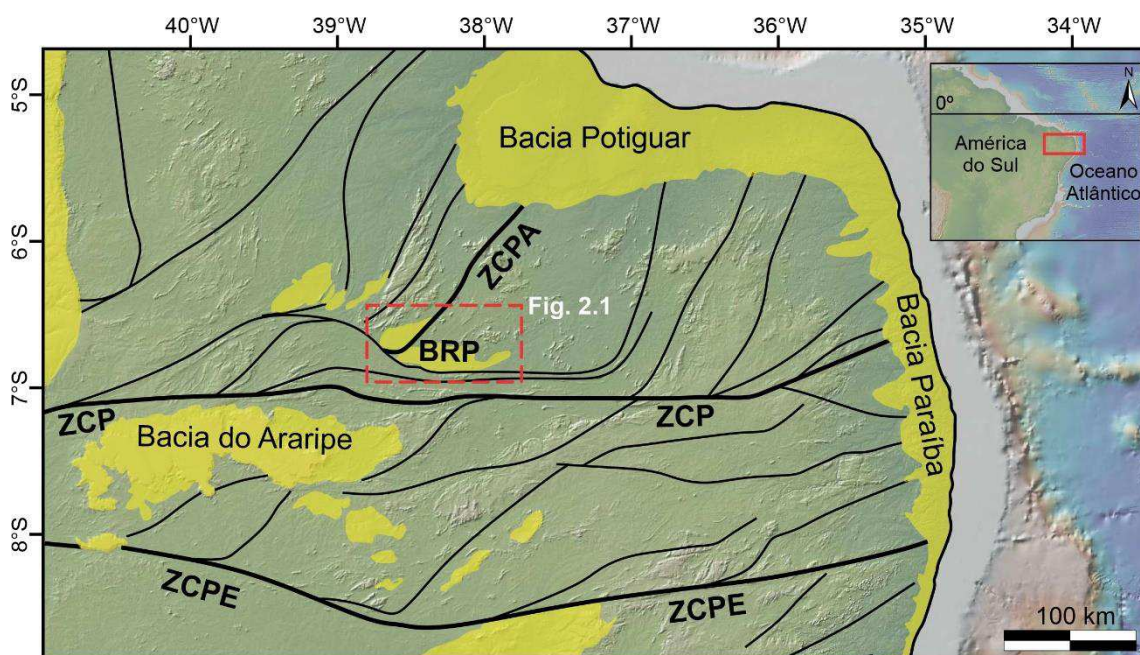 40°W 39°W 38°W 37°W 36°W 35°W 34°W
5°S
6°S
7°S
8°S
Bacia Potiguar
ZCPA
Fig. 2.1
BRP
ZCP
ZCP
Bacia do Araripe
Bacia Paraíba
ZCPE
ZCPE
N
0º
América
do Sul
Oceano
Atlântico
100 km